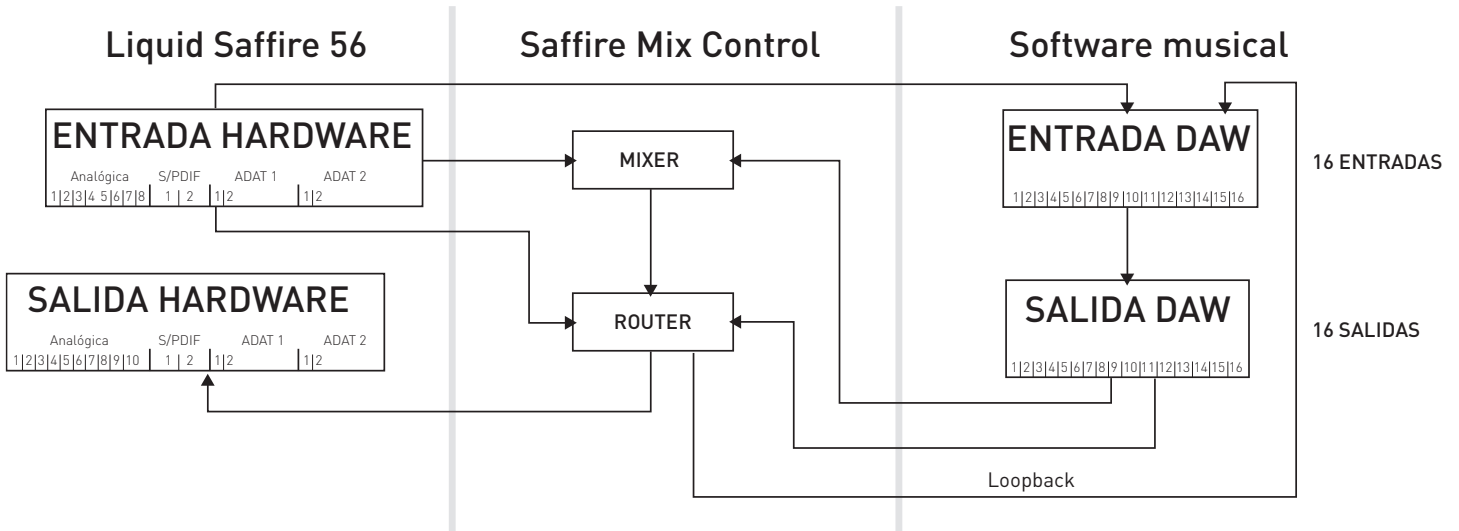 Liquid Saffire 56
Saffire Mix Control
Software musical
ENTRADA HARDWARE
Analógica S/PDIF ADAT 1 ADAT 2
1|2|3|4 5|6|7|8 1 | 2 1|2 1|2
MIXER
ENTRADA DAW
1|2|3|4|5|6|7|8|9|10|11|12|13|14|15|16
16 ENTRADAS
SALIDA HARDWARE
Analógica S/PDIF ADAT 1 ADAT 2
1|2|3|4|5|6|7|8|9|10 1 | 2 1|2 1|2
ROUTER
SALIDA DAW
1|2|3|4|5|6|7|8|9|10|11|12|13|14|15|16
16 SALIDAS
Loopback